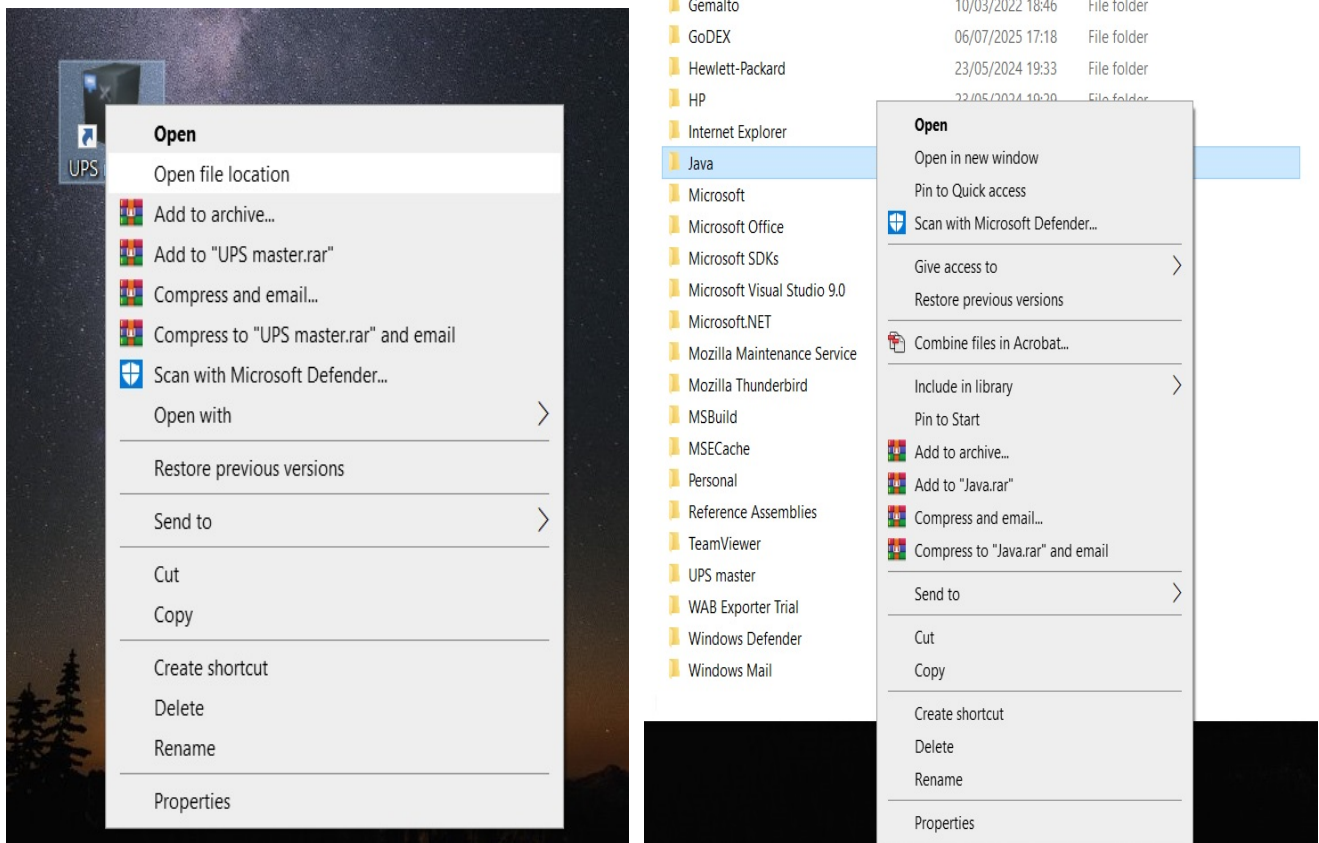 UPS
Open
Open file location
Add to archive...
Add to "UPS master.rar"
Compress and email...
Compress to "UPS master.rar" and email
Scan with Microsoft Defender...
Open with
Restore previous versions
Send to
Cut
Copy
Create shortcut
Delete
Rename
Properties
Gemalto 10/03/2022 18:46 File folder
GoDEX 06/07/2025 17:18 File folder
Hewlett-Packard 23/05/2024 19:33 File folder
HP 23/05/2024 19:29 File folder
Internet Explorer
Java
Microsoft
Microsoft Office
Microsoft SDKs
Microsoft Visual Studio 9.0
Microsoft.NET
Mozilla Maintenance Service
Mozilla Thunderbird
MSBuild
MSECache
Personal
Reference Assemblies
TeamViewer
UPS master
WAB Exporter Trial
Windows Defender
Windows Mail
Open
Open in new window
Pin to Quick access
Scan with Microsoft Defender...
Give access to
Restore previous versions
Combine files in Acrobat...
Include in library
Pin to Start
Add to archive...
Add to "Java.rar"
Compress and email...
Compress to "Java.rar" and email
Send to
Cut
Copy
Create shortcut
Delete
Rename
Properties